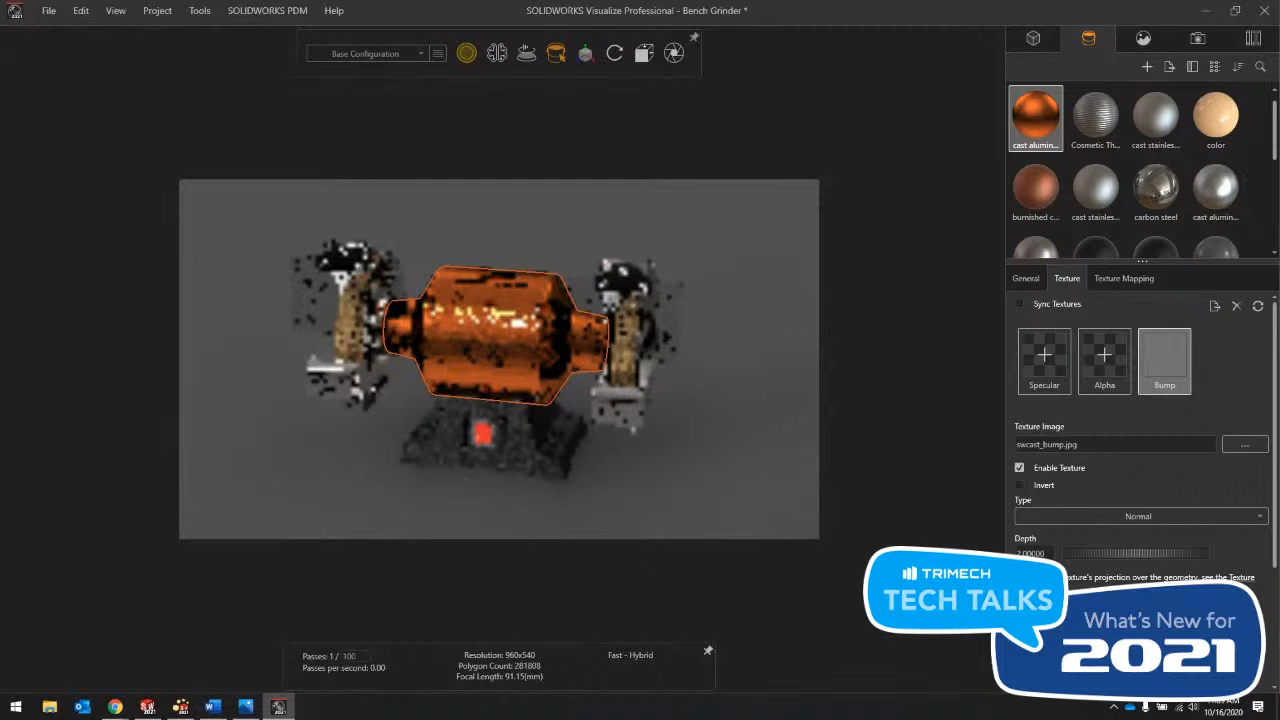 File Edit View Project Tools SOLIDWORKS PDM Help
SOLIDWORKS Visualize Professional - Bench Grinder *
Base Configuration
cast alumin... Cosmetic Th... cast stainles... color
burnished c... cast stainles... carbon steel cast alumin...
General Texture Texture Mapping
Sync Textures
Specular Alpha Bump
Texture Image
swcast_bump.jpg
...
Enable Texture
Invert
Type
Normal
Depth
exture's projection over the geometry, see the Texture
TRIMECH
TECH TALKS
What's New for
2021
Passes: 1 / 100
Passes per second: 0.00
Resolution: 960x540
Polygon Count: 281808
Focal Length: 91.15(mm)
Fast - Hybrid
10/16/2020